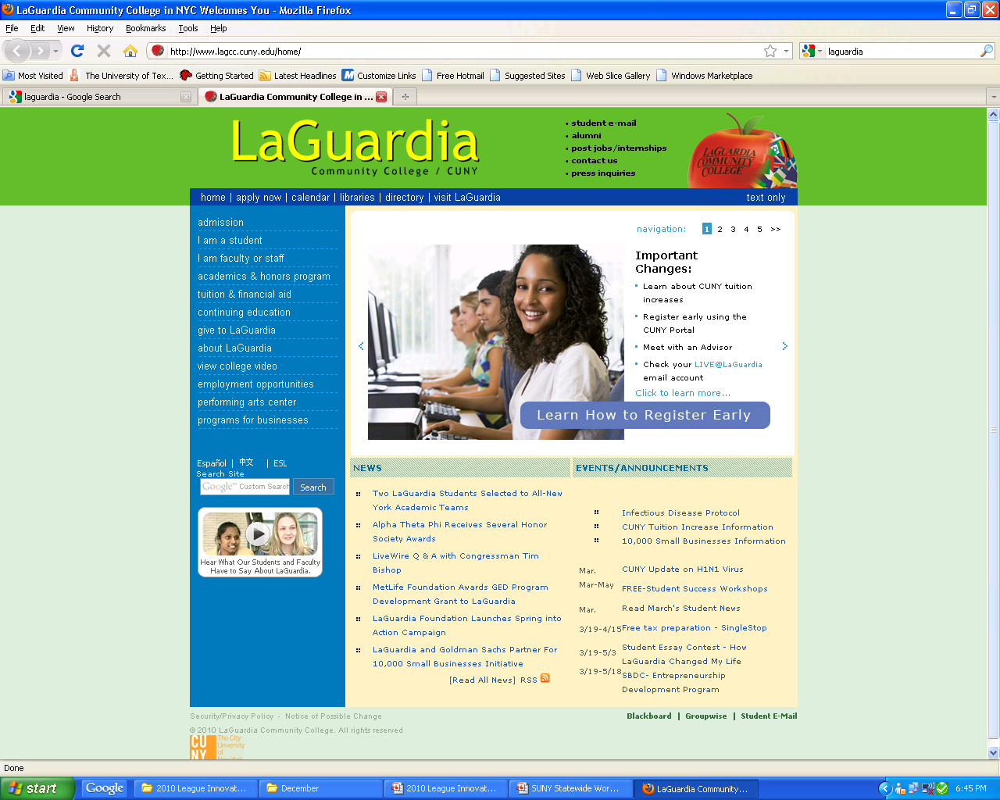 LaGuardia Community College in NYC Welcomes You - Mozilla Firefox
File Edit View History Bookmarks Tools Help
http://www.lagcc.cuny.edu/home/
laguardia
Most Visited The University of Tex... Getting Started Latest Headlines Customize Links Free Hotmail Suggested Sites Web Slice Gallery Windows Marketplace
laguardia - Google Search
LaGuardia Community College in ...
LaGuardia
Community College / CUNY
• student e-mail
• alumni
• post jobs/internships
• contact us
• press inquiries
LAGUARDIA
COMMUNITY
COLLEGE
home | apply now | calendar | libraries | directory | visit LaGuardia
text only
admission
I am a student
I am faculty or staff
academics & honors program
tuition & financial aid
continuing education
give to LaGuardia
about LaGuardia
view college video
employment opportunities
performing arts center
programs for businesses
Español | 中文 | ESL
Search Site
Google™ Custom Search
Search
Hear What Our Students and Faculty
Have to Say About LaGuardia.
navigation: 1 2 3 4 5 >>
Important
Changes:
Learn about CUNY tuition
increases
Register early using the
CUNY Portal
Meet with an Advisor
Check your LIVE@LaGuardia
email account
Click to learn more...
Learn How to Register Early
NEWS
Two LaGuardia Students Selected to All-New
York Academic Teams
Alpha Theta Phi Receives Several Honor
Society Awards
LiveWire Q & A with Congressman Tim
Bishop
MetLife Foundation Awards GED Program
Development Grant to LaGuardia
LaGuardia Foundation Launches Spring into
Action Campaign
LaGuardia and Goldman Sachs Partner For
10,000 Small Businesses Initiative
[Read All News] RSS
EVENTS/ANNOUNCEMENTS
Infectious Disease Protocol
CUNY Tuition Increase Information
10,000 Small Businesses Information
Mar. CUNY Update on H1N1 Virus
Mar-May FREE-Student Success Workshops
Mar. Read March's Student News
3/19-4/15 Free tax preparation - SingleStop
3/19-5/3 Student Essay Contest - How
LaGuardia Changed My Life
3/19-5/18 SBDC- Entrepreneurship
Development Program
Security/Privacy Policy - Notice of Possible Change
Blackboard | Groupwise | Student E-Mail
© 2010 LaGuardia Community College. All rights reserved
CU
NY
The City
University
of
New York
Done
start
Google
2010 League Innovat...
December
2010 League Innovat...
SUNY Statewide Wor...
LaGuardia Community...
6:45 PM